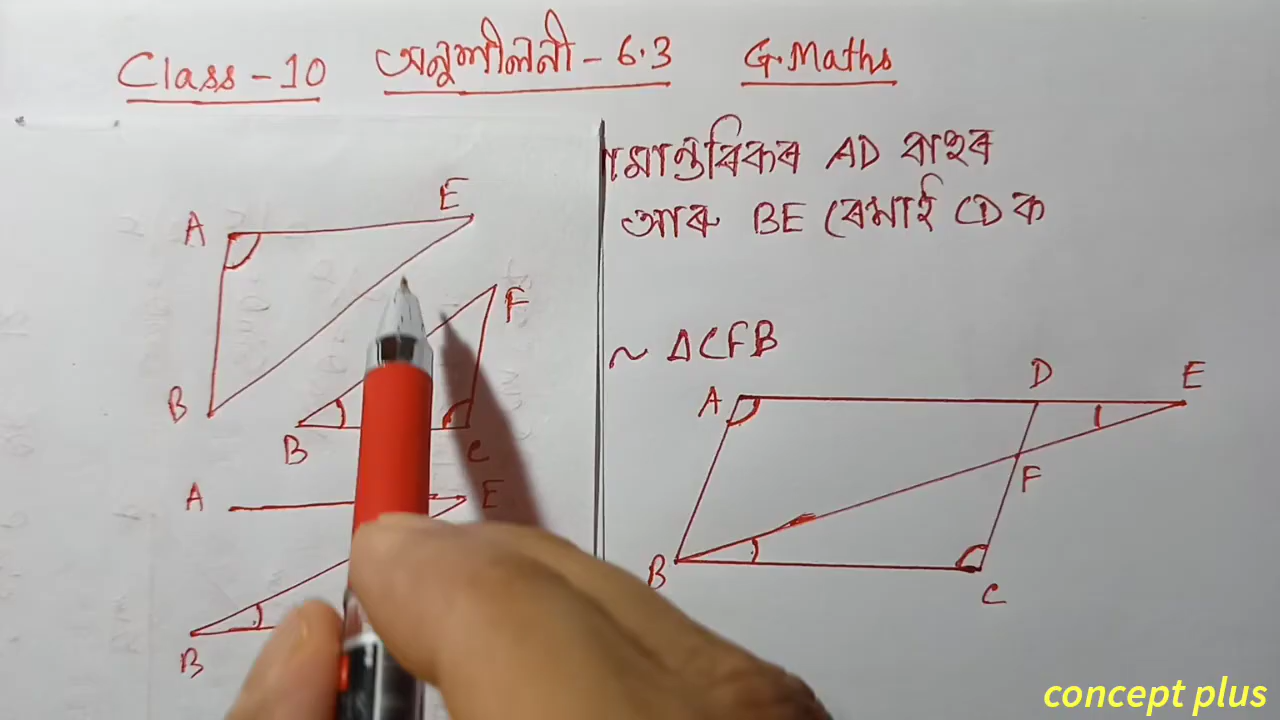 Class - 10 অনুশীলনী - 6.3 G. Maths
মান্তৰিকৰ AD বাহুৰ
আৰু BE ৰেখাই CD ক
~ ΔCFB
A E
B
F
B C
A E
B
A D E
F
B C
concept plus